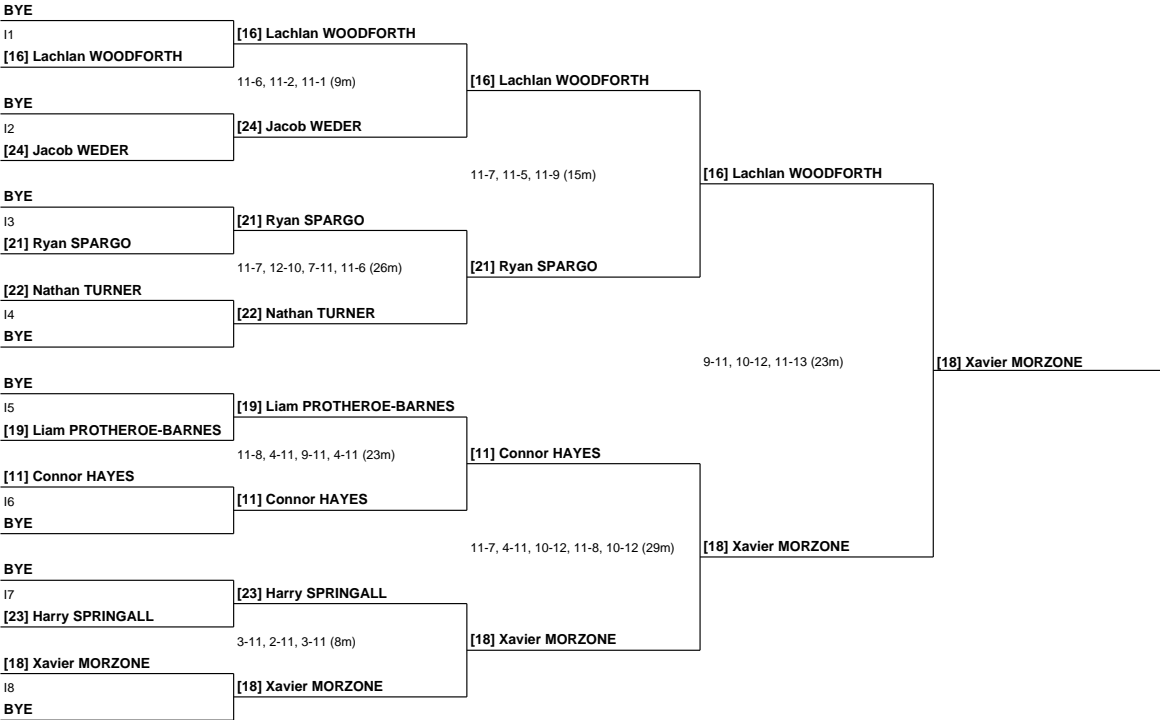 BYE
I1
[16] Lachlan WOODFORTH
BYE
I2
[24] Jacob WEDER
BYE
I3
[21] Ryan SPARGO
[22] Nathan TURNER
I4
BYE
BYE
I5
[19] Liam PROTHEROE-BARNES
[11] Connor HAYES
I6
BYE
BYE
I7
[23] Harry SPRINGALL
[18] Xavier MORZONE
I8
BYE
[16] Lachlan WOODFORTH
11-6, 11-2, 11-1 (9m)
[24] Jacob WEDER
[21] Ryan SPARGO
11-7, 12-10, 7-11, 11-6 (26m)
[22] Nathan TURNER
[19] Liam PROTHEROE-BARNES
11-8, 4-11, 9-11, 4-11 (23m)
[11] Connor HAYES
[23] Harry SPRINGALL
3-11, 2-11, 3-11 (8m)
[18] Xavier MORZONE
[16] Lachlan WOODFORTH
11-7, 11-5, 11-9 (15m)
[21] Ryan SPARGO
[11] Connor HAYES
11-7, 4-11, 10-12, 11-8, 10-12 (29m)
[18] Xavier MORZONE
[16] Lachlan WOODFORTH
9-11, 10-12, 11-13 (23m)
[18] Xavier MORZONE
[18] Xavier MORZONE